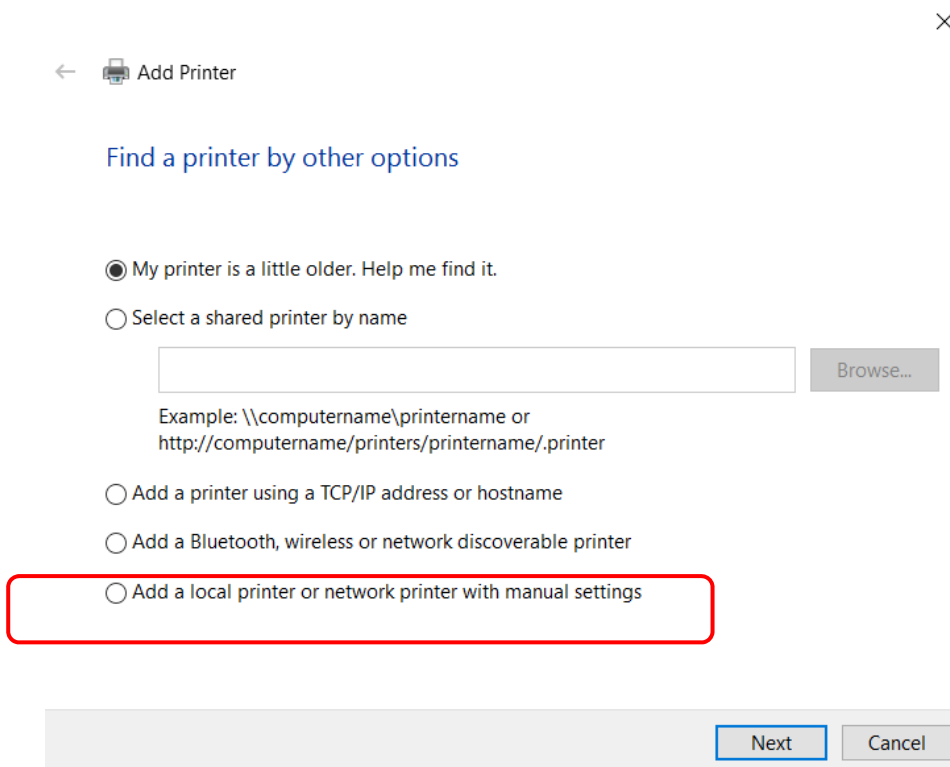 Add Printer
Find a printer by other options
My printer is a little older. Help me find it.
Select a shared printer by name
Browse...
Example: \\computername\printername or
http://computername/printers/printername/.printer
Add a printer using a TCP/IP address or hostname
Add a Bluetooth, wireless or network discoverable printer
Add a local printer or network printer with manual settings
Next
Cancel